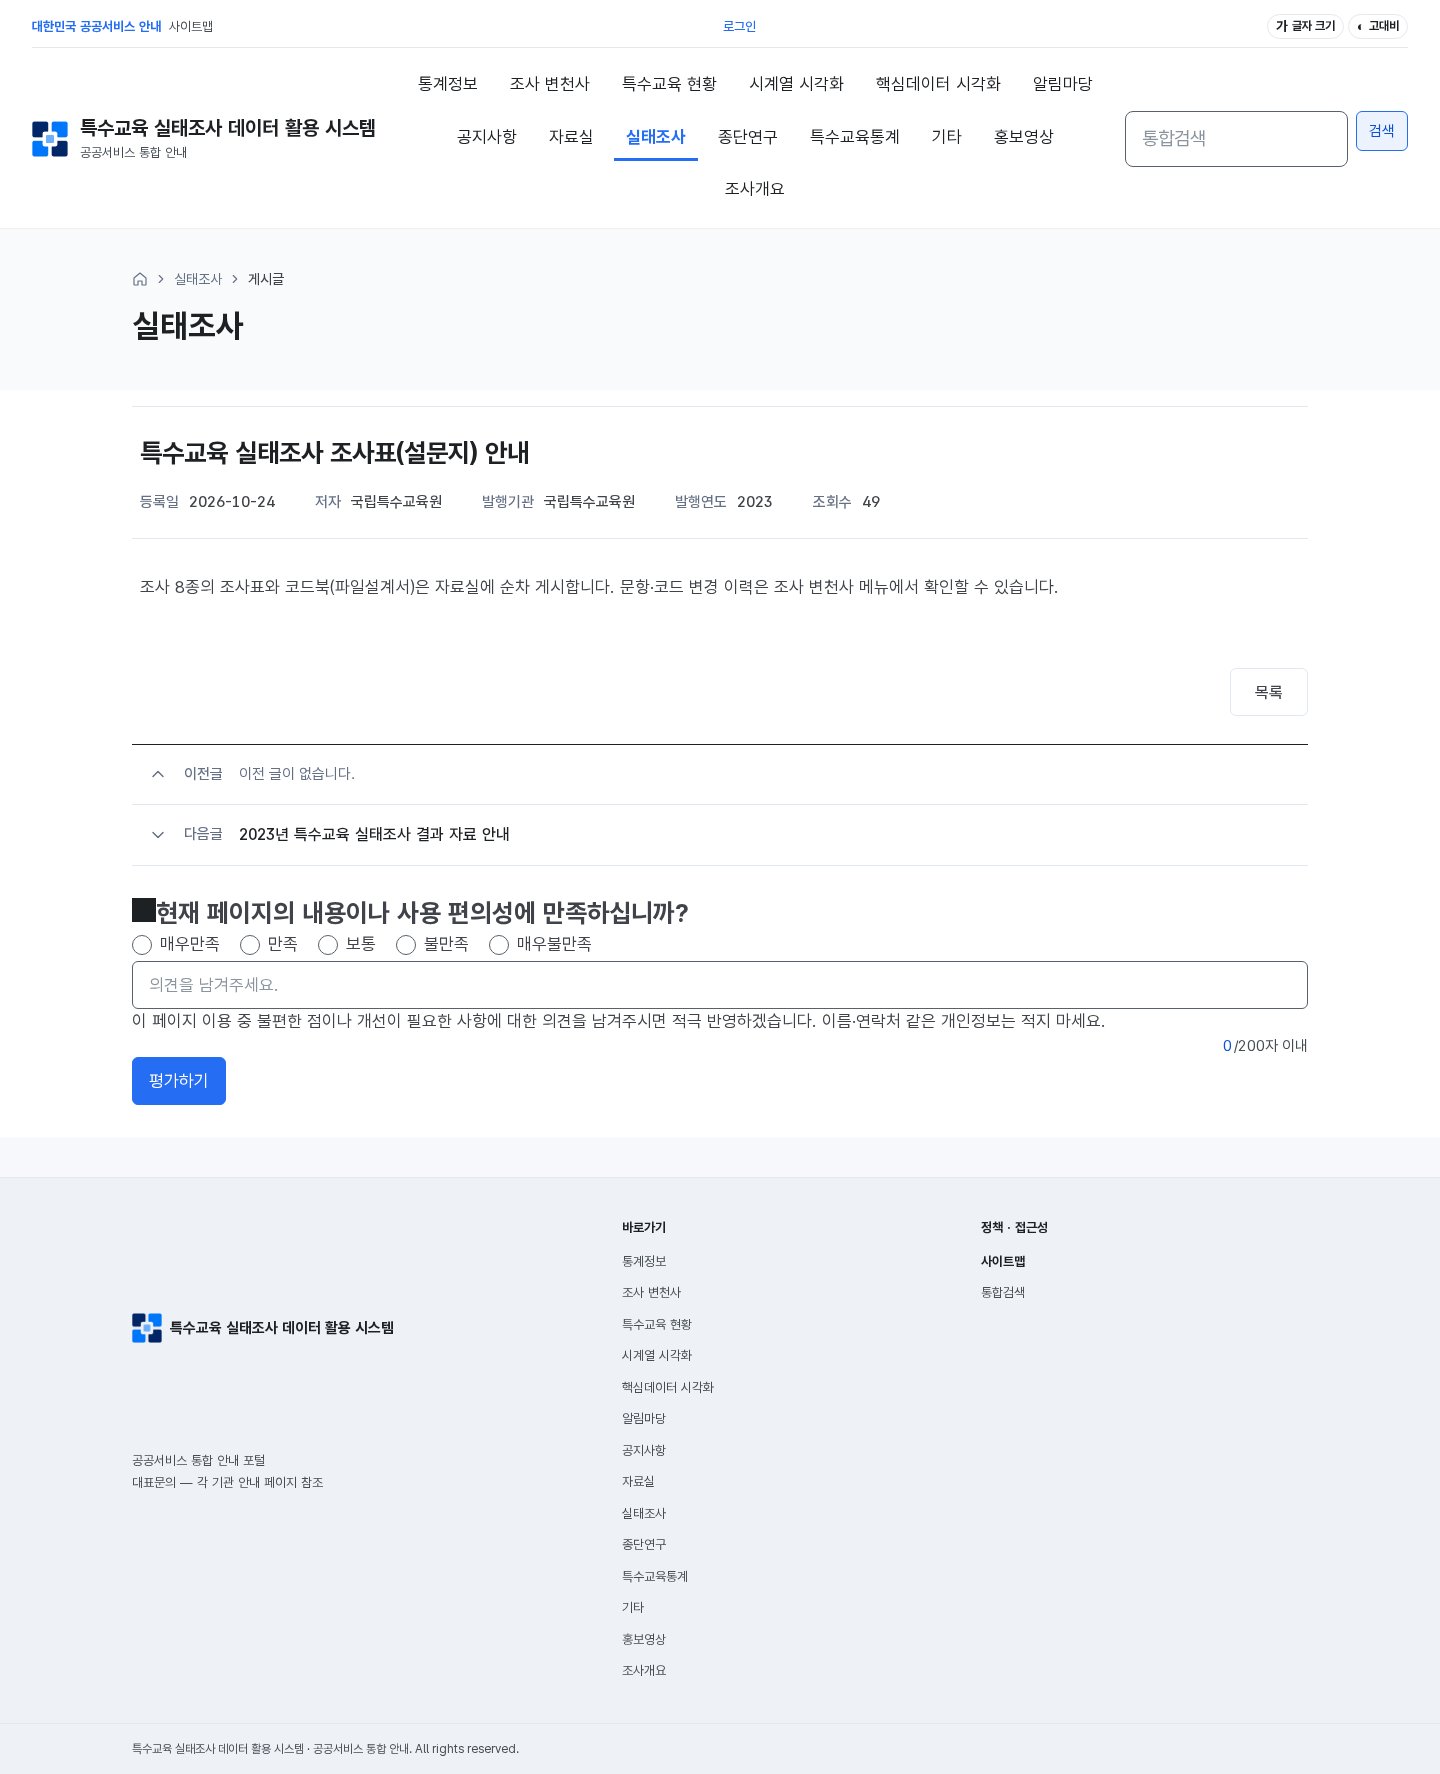 대한민국 공공서비스 안내 사이트맵
로그인
가 글자 크기
고대비
특수교육 실태조사 데이터 활용 시스템
공공서비스 통합 안내
통계정보 조사 변천사 특수교육 현황 시계열 시각화 핵심데이터 시각화 알림마당
공지사항 자료실 실태조사 종단연구 특수교육통계 기타 홍보영상
조사개요
통합검색
검색
실태조사 게시글
실태조사
특수교육 실태조사 조사표(설문지) 안내
등록일 2026-10-24 저자 국립특수교육원 발행기관 국립특수교육원 발행연도 2023 조회수 49
조사 8종의 조사표와 코드북(파일설계서)은 자료실에 순차 게시합니다. 문항·코드 변경 이력은 조사 변천사 메뉴에서 확인할 수 있습니다.
목록
이전글 이전 글이 없습니다.
다음글 2023년 특수교육 실태조사 결과 자료 안내
현재 페이지의 내용이나 사용 편의성에 만족하십니까?
매우만족 만족 보통 불만족 매우불만족
의견을 남겨주세요.
이 페이지 이용 중 불편한 점이나 개선이 필요한 사항에 대한 의견을 남겨주시면 적극 반영하겠습니다. 이름·연락처 같은 개인정보는 적지 마세요.
0/200자 이내
평가하기
특수교육 실태조사 데이터 활용 시스템
공공서비스 통합 안내 포털
대표문의 — 각 기관 안내 페이지 참조
바로가기
통계정보
조사 변천사
특수교육 현황
시계열 시각화
핵심데이터 시각화
알림마당
공지사항
자료실
실태조사
종단연구
특수교육통계
기타
홍보영상
조사개요
정책 · 접근성
사이트맵
통합검색
특수교육 실태조사 데이터 활용 시스템 · 공공서비스 통합 안내. All rights reserved.